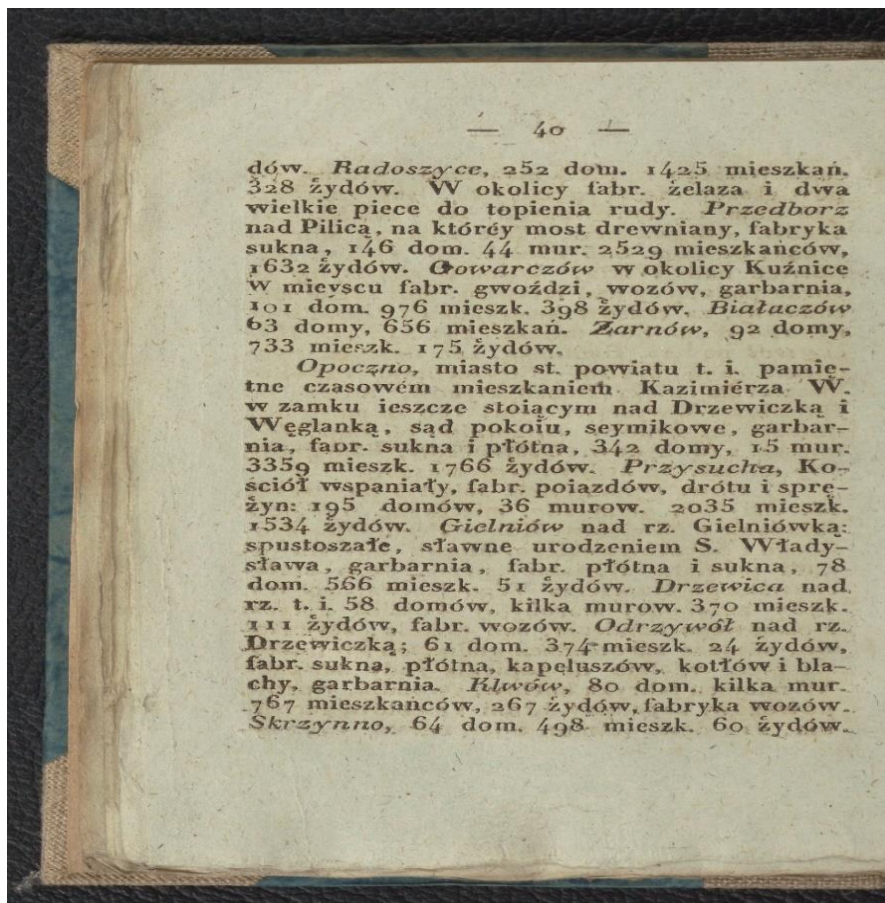 — 40 —
dów. Radoszyce, 252 dom. 1425 mieszkań.
328 żydów. W okolicy fabr. żelaza i dwa
wielkie piece do topienia rudy. Przedborz
nad Pilicą, na któréy most drewniany, fabryka
sukna, 146 dom. 44 mur. 2529 mieszkańców,
1632 żydów. Gowarczów w okolicy Kuźnice
w mieyscu fabr. gwoździ, wozów, garbarnia,
101 dom. 976 mieszk. 398 żydów. Białaczów
63 domy, 656 mieszkań. Żarnów, 92 domy,
733 mieszk. 175 żydów.
Opoczno, miasto st. powiatu t. i. pamię-
tne czasowém mieszkaniem Kazimiérza W.
w zamku ieszcze stoiącym nad Drzewiczką i
Węglanką, sąd pokoiu, seymikowe, garbar-
nia, fabr. sukna i płótna, 342 domy, 15 mur.
3359 mieszk. 1766 żydów. Przysucha, Ko-
ściół wspaniały, fabr. poiazdów, drótu i sprę-
żyn: 195 domów, 36 murow. 2035 mieszk.
1534 żydów. Gielniów nad rz. Gielniówką:
spustoszałe, sławne urodzeniem S. Włady-
sława, garbarnia, fabr. płótna i sukna, 78
dom. 566 mieszk. 51 żydów. Drzewica nad
rz. t. i. 58 domów, kilka murow. 370 mieszk.
111 żydów, fabr. wozów. Odrzywół nad rz.
Drzewiczką; 61 dom. 374 mieszk. 24 żydów,
fabr. sukna, płótna, kapeluszów, kotłów i bla-
chy, garbarnia. Klwów, 80 dom. kilka mur.
767 mieszkańców, 267 żydów, fabryka wozów.
Skrzynno, 64 dom. 498 mieszk. 60 żydów.